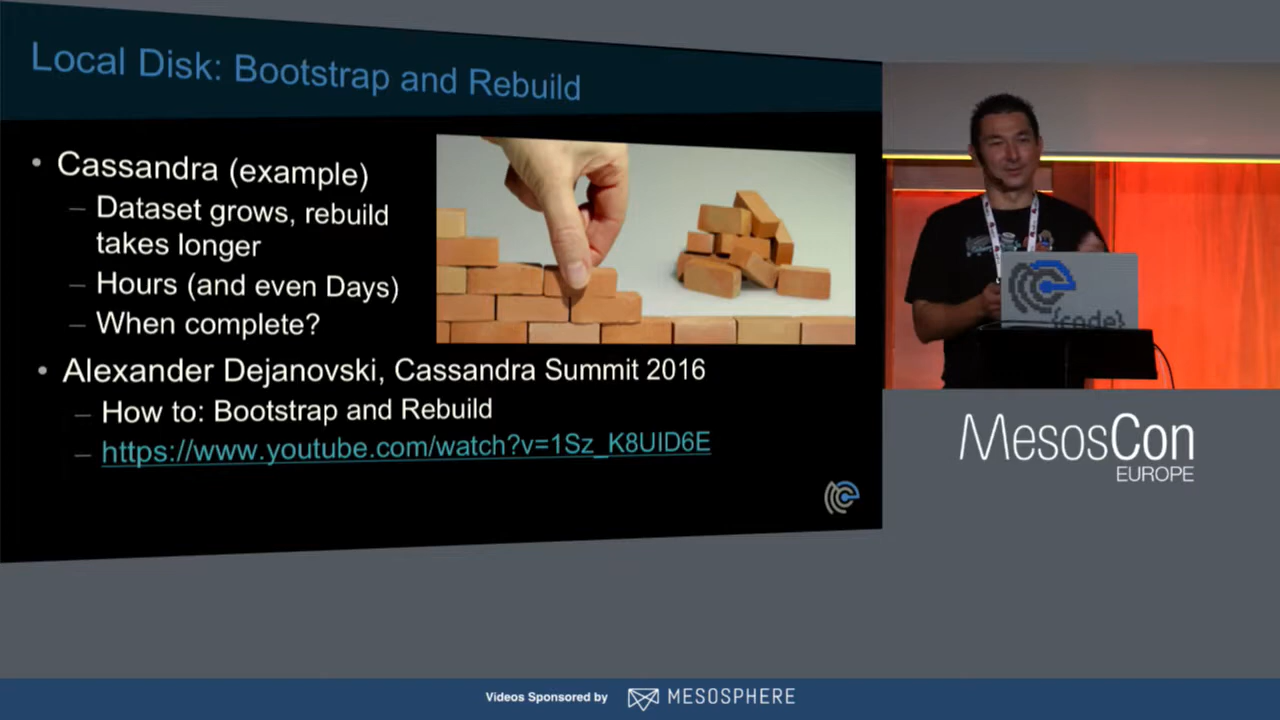 Local Disk: Bootstrap and Rebuild
• Cassandra (example)
– Dataset grows, rebuild
takes longer
– Hours (and even Days)
– When complete?
• Alexander Dejanovski, Cassandra Summit 2016
– How to: Bootstrap and Rebuild
– https://www.youtube.com/watch?v=1Sz_K8UID6E
{code}
MesosCon
EUROPE
Videos Sponsored by MESOSPHERE